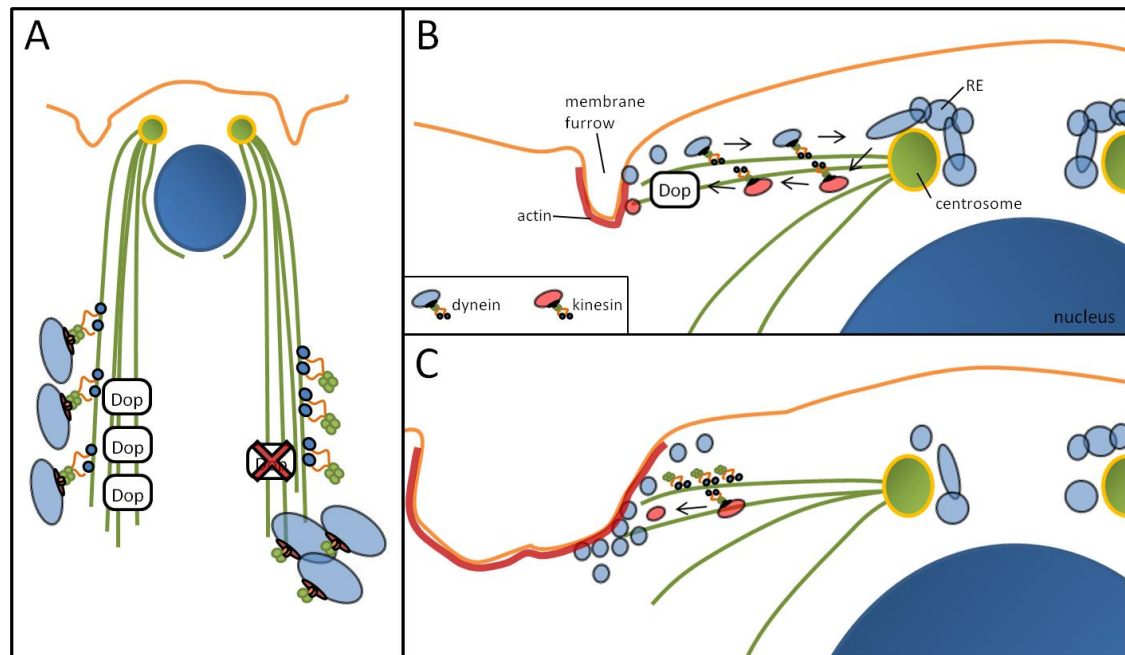 A
Dop
Dop
Dop
B
membrane
furrow
RE
Dop
actin
centrosome
dynein
kinesin
nucleus
C